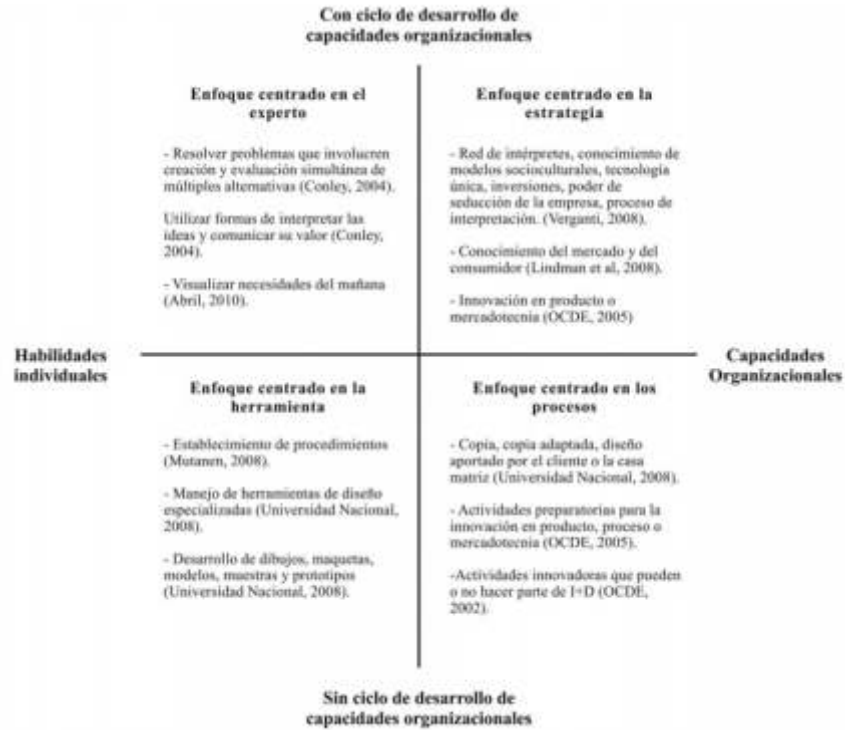 Con ciclo de desarrollo de
capacidades organizacionales
Enfoque centrado en el
experto
- Resolver problemas que involucren
creación y evaluación simultánea de
múltiples alternativas (Conley, 2004).
Utilizar formas de interpretar las
ideas y comunicar su valor (Conley,
2004).
- Visualizar necesidades del mañana
(Abril, 2010).
Enfoque centrado en la
estrategia
- Red de intérpretes, conocimiento de
modelos socioculturales, tecnología
única, inversiones, poder de
seducción de la empresa, proceso de
interpretación. (Verganti, 2008).
- Conocimiento del mercado y del
consumidor (Lindman et al, 2008).
- Innovación en producto o
mercadotecnia (OCDE, 2005)
Habilidades
individuales
Capacidades
Organizacionales
Enfoque centrado en la
herramienta
- Establecimiento de procedimientos
(Mutanen, 2008).
- Manejo de herramientas de diseño
especializadas (Universidad Nacional,
2008).
- Desarrollo de dibujos, maquetas,
modelos, muestras y prototipos
(Universidad Nacional, 2008).
Enfoque centrado en los
procesos
- Copia, copia adaptada, diseño
aportado por el cliente o la casa
matriz (Universidad Nacional, 2008).
- Actividades preparatorias para la
innovación en producto, proceso o
mercadotecnia (OCDE, 2005).
-Actividades innovadoras que pueden
o no hacer parte de I+D (OCDE,
2002).
Sin ciclo de desarrollo de
capacidades organizacionales